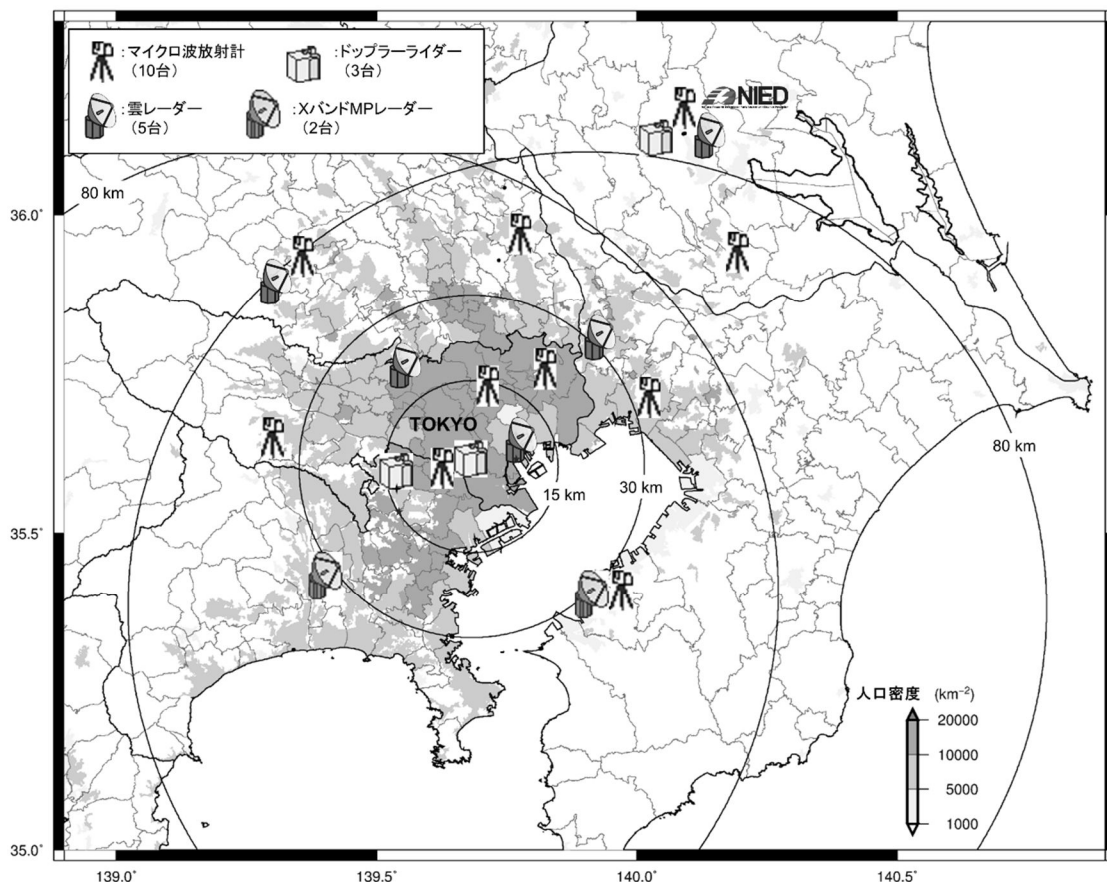 :マイクロ波放射計
(10台)
:ドップラーライダー
(3台)
:雲レーダー
(5台)
:XバンドMPレーダー
(2台)
NIED
80 km
36.0°
TOKYO
15 km
30 km
80 km
35.5°
人口密度 (km⁻²)
20000
10000
5000
1000
35.0°
139.0°
139.5°
140.0°
140.5°